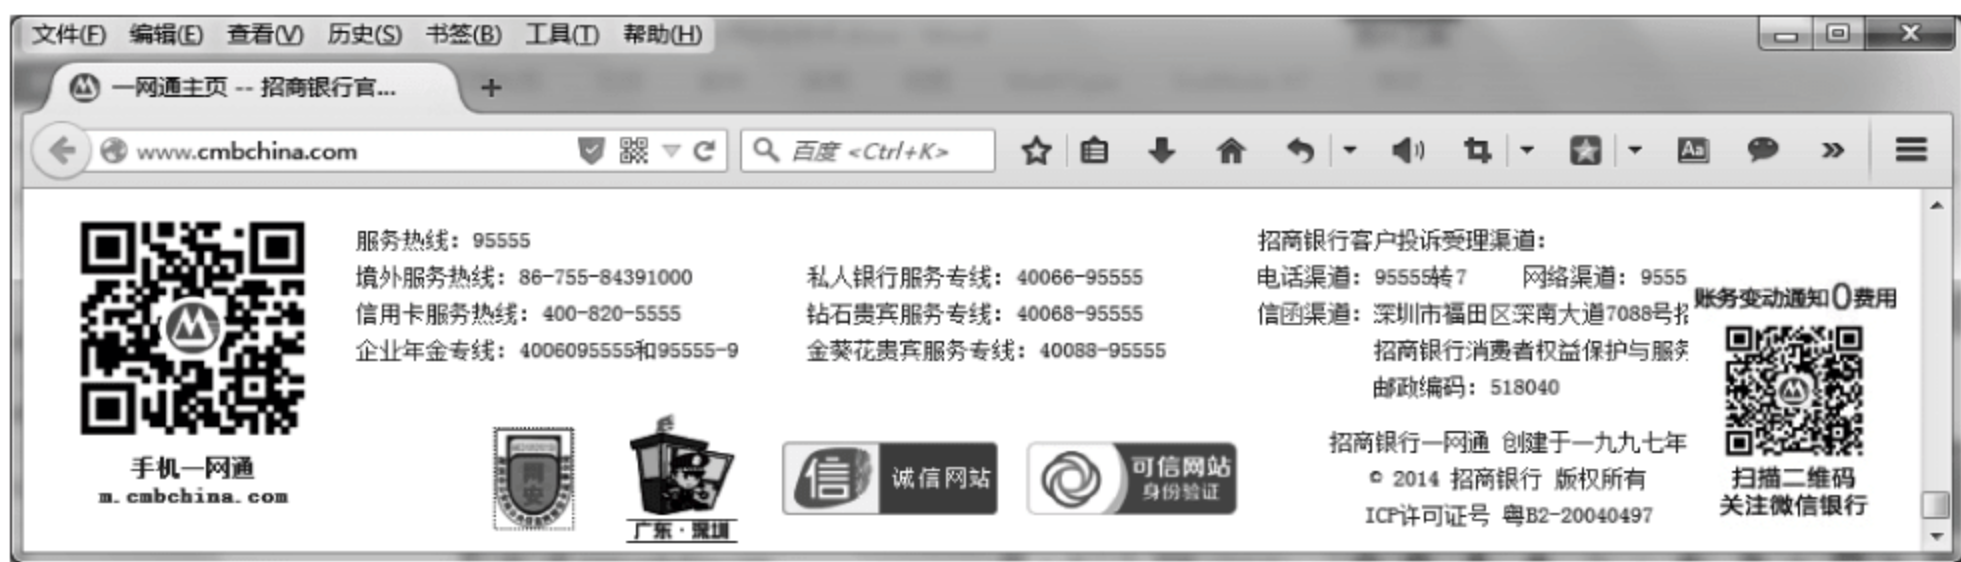 文件(F) 编辑(E) 查看(V) 历史(S) 书签(B) 工具(T) 帮助(H)
一网通主页 -- 招商银行官...
www.cmbchina.com
百度 <Ctrl+K>
Aa
服务热线：95555
境外服务热线：86-755-84391000
信用卡服务热线：400-820-5555
企业年金专线：4006095555和95555-9
私人银行服务专线：40066-95555
钻石贵宾服务专线：40068-95555
金葵花贵宾服务专线：40088-95555
招商银行客户投诉受理渠道：
电话渠道：95555转7 网络渠道：9555
信函渠道：深圳市福田区深南大道7088号招
招商银行消费者权益保护与服务
邮政编码：518040
账务变动通知0费用
手机一网通
m.cmbchina.com
网安
广东·深圳
信 诚信网站
可信网站
身份验证
招商银行一网通 创建于一九九七年
© 2014 招商银行 版权所有
ICP许可证号 粤B2-20040497
扫描二维码
关注微信银行